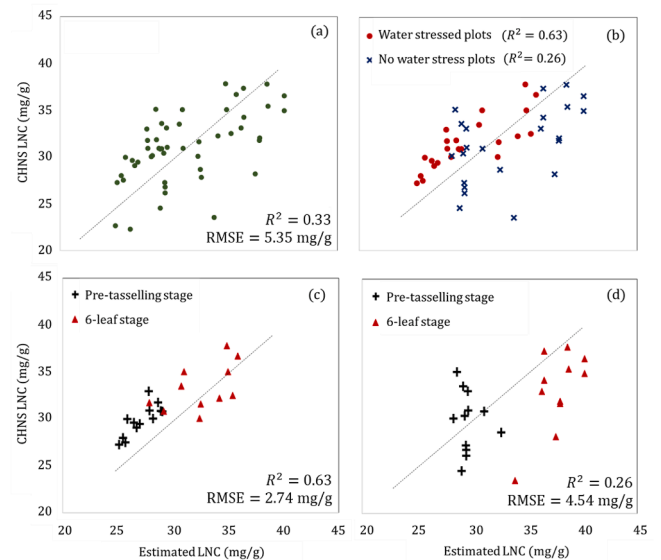 45
40
35
30
25
20
CHNS LNC (mg/g)
(a)
R² = 0.33
RMSE = 5.35 mg/g
(b)
Water stressed plots (R² = 0.63)
No water stress plots (R² = 0.26)
45
40
35
30
25
20
CHNS LNC (mg/g)
(c)
Pre-tasselling stage
6-leaf stage
R² = 0.63
RMSE = 2.74 mg/g
20 25 30 35 40 45
Estimated LNC (mg/g)
(d)
Pre-tasselling stage
6-leaf stage
R² = 0.26
RMSE = 4.54 mg/g
20 25 30 35 40 45
Estimated LNC (mg/g)